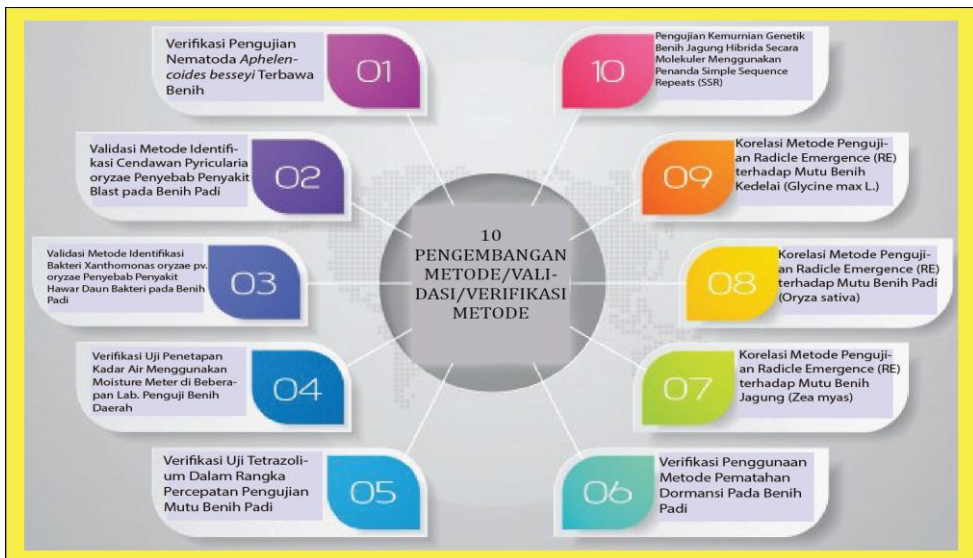 Verifikasi Pengujian
Nematoda Aphelen-
coides besseyi Terbawa
Benih
01
Validasi Metode Identifi-
kasi Cendawan Pyricularia
oryzae Penyebab Penyakit
Blast pada Benih Padi
02
Validasi Metode Identifikasi
Bakteri Xanthomonas oryzae pv.
oryzae Penyebab Penyakit
Hawar Daun Bakteri pada Benih
Padi
03
Verifikasi Uji Penetapan
Kadar Air Menggunakan
Moisture Meter di Bebera-
pan Lab. Penguji Benih
Daerah
04
Verifikasi Uji Tetrazoli-
um Dalam Rangka
Percepatan Pengujian
Mutu Benih Padi
05
10
PENGEMBANGAN
METODE/VALI-
DASI/VERIFIKASI
METODE
10
Pengujian Kemurnian Genetik
Benih Jagung Hibrida Secara
Molekuler Menggunakan
Penanda Simple Sequence
Repeats (SSR)
09
Korelasi Metode Penguji-
an Radicle Emergence (RE)
terhadap Mutu Benih
Kedelai (Glycine max L.)
08
Korelasi Metode Penguji-
an Radicle Emergence (RE)
terhadap Mutu Benih Padi
(Oryza sativa)
07
Korelasi Metode Penguji-
an Radicle Emergence (RE)
terhadap Mutu Benih
Jagung (Zea myas)
06
Verifikasi Penggunaan
Metode Pematahan
Dormansi Pada Benih
Padi